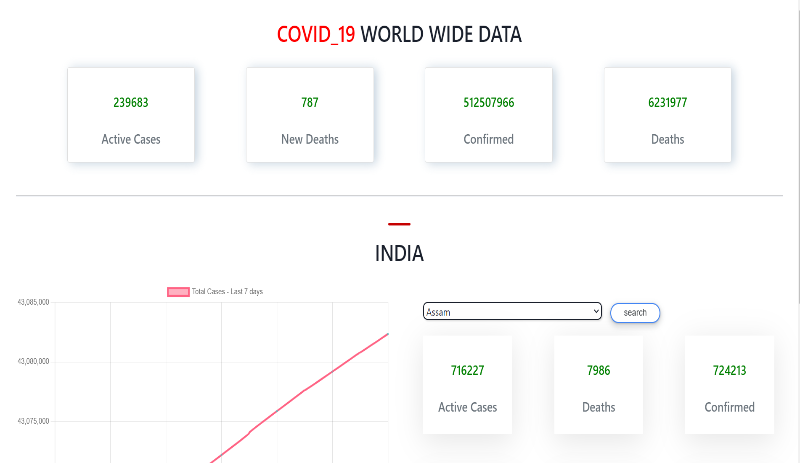 COVID_19 WORLD WIDE DATA
239683
Active Cases
787
New Deaths
512507966
Confirmed
6231977
Deaths
INDIA
Total Cases - Last 7 days
43,085,000
43,080,000
43,075,000
Assam
search
716227
Active Cases
7986
Deaths
724213
Confirmed